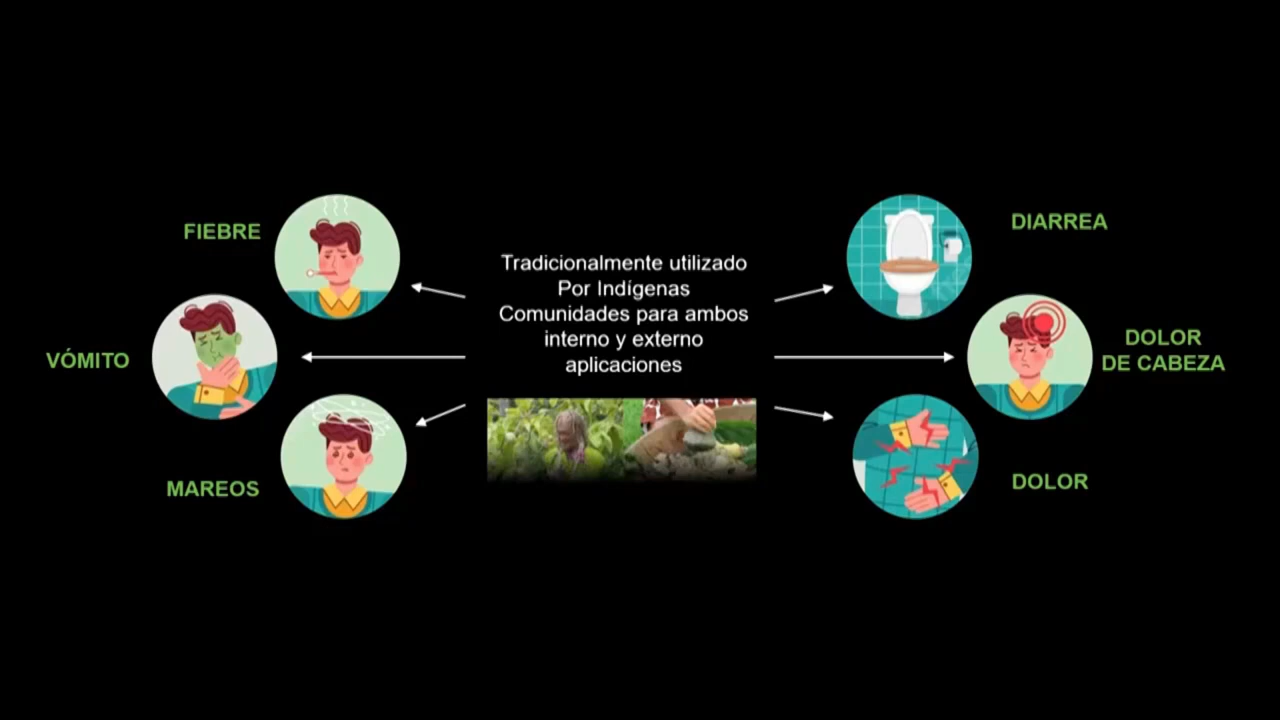 FIEBRE
VÓMITO
MAREOS
Tradicionalmente utilizado
Por Indígenas
Comunidades para ambos
interno y externo
aplicaciones
DIARREA
DOLOR
DE CABEZA
DOLOR